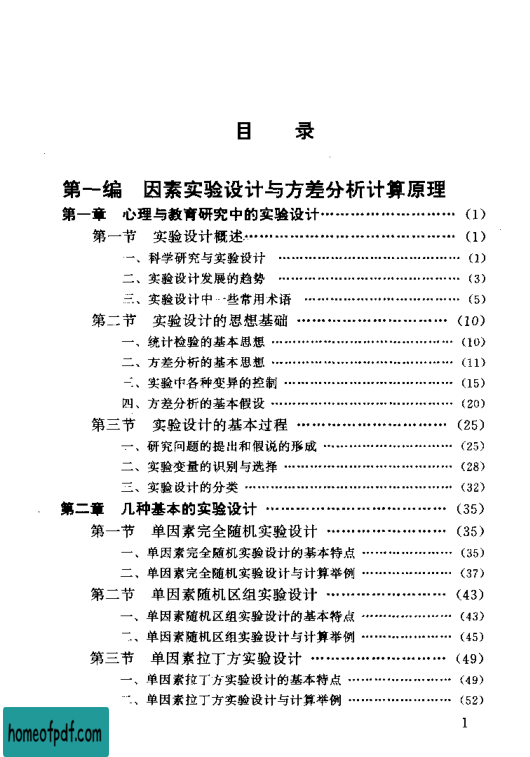 目 录
第一编 因素实验设计与方差分析计算原理
第一章 心理与教育研究中的实验设计………………………(1)
第一节 实验设计概述…………………………………(1)
一、科学研究与实验设计 ……………………………(1)
二、实验设计发展的趋势 ……………………………(3)
三、实验设计中一些常用术语 ………………………(5)
第二节 实验设计的思想基础 ………………………(10)
一、统计检验的基本思想 ……………………………(10)
二、方差分析的基本思想 ……………………………(11)
三、实验中各种变异的控制 …………………………(15)
四、方差分析的基本假设 ……………………………(20)
第三节 实验设计的基本过程 ………………………(25)
一、研究问题的提出和假说的形成 …………………(25)
二、实验变量的识别与选择 …………………………(28)
三、实验设计的分类 …………………………………(32)
第二章 几种基本的实验设计 ……………………………(35)
第一节 单因素完全随机实验设计 …………………(35)
一、单因素完全随机实验设计的基本特点 …………(35)
二、单因素完全随机实验设计与计算举例 …………(37)
第二节 单因素随机区组实验设计 …………………(43)
一、单因素随机区组实验设计的基本特点 …………(43)
二、单因素随机区组实验设计与计算举例 …………(45)
第三节 单因素拉丁方实验设计 ……………………(49)
一、单因素拉丁方实验设计的基本特点 ……………(49)
二、单因素拉丁方实验设计与计算举例 ……………(52)
1
homeofpdf.com